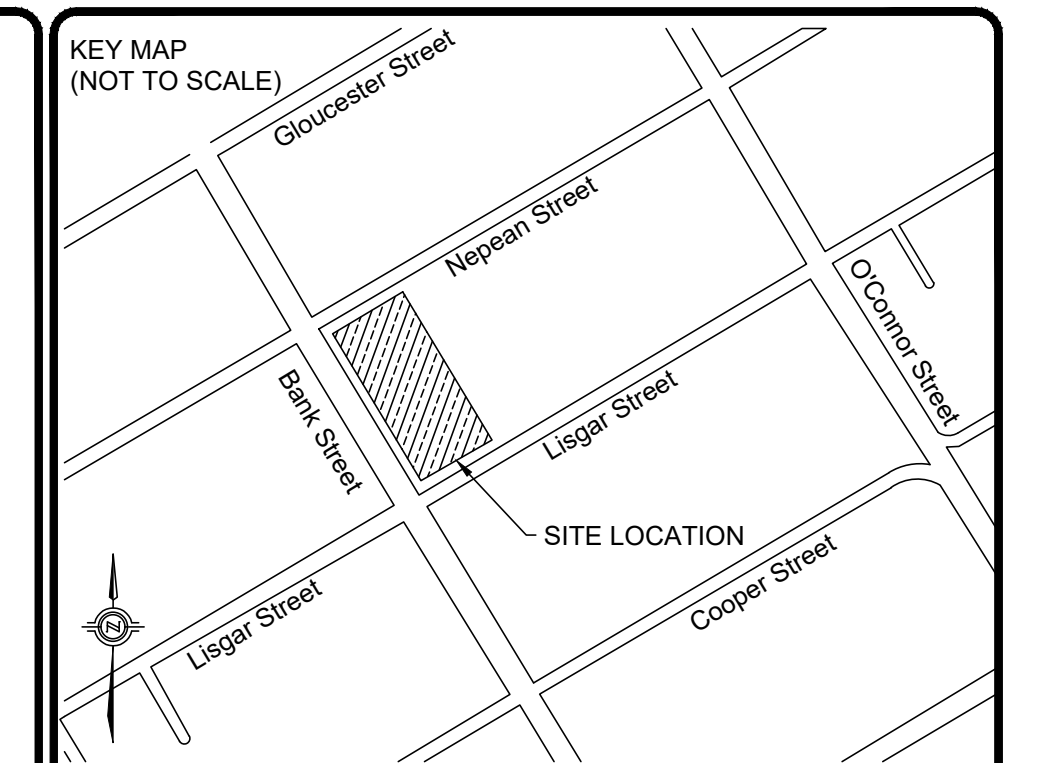 KEY MAP
(NOT TO SCALE)
Gloucester Street
Nepean Street
O'Connor Street
Bank Street
Lisgar Street
SITE LOCATION
Cooper Street
Lisgar Street
N